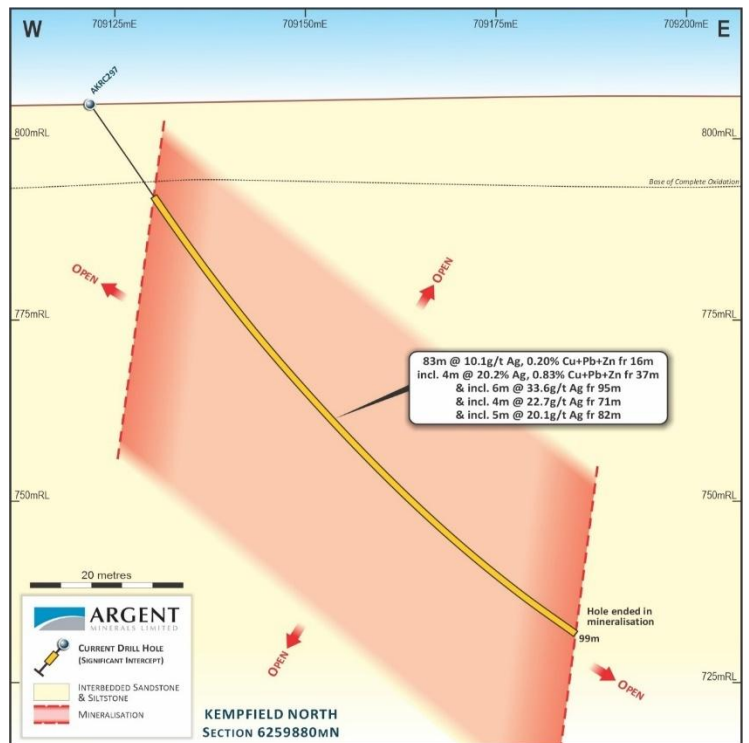 W
709125mE
709150mE
709175mE
709200mE
E
AKRC297
800mRL
800mRL
Base of Complete Oxidation
OPEN
OPEN
775mRL
775mRL
83m @ 10.1g/t Ag, 0.20% Cu+Pb+Zn fr 16m
incl. 4m @ 20.2% Ag, 0.83% Cu+Pb+Zn fr 37m
& incl. 6m @ 33.6g/t Ag fr 95m
& incl. 4m @ 22.7g/t Ag fr 71m
& incl. 5m @ 20.1g/t Ag fr 82m
750mRL
750mRL
20 metres
ARGENT
MINERALS LIMITED
CURRENT DRILL HOLE
(SIGNIFICANT INTERCEPT)
INTERBEDDED SANDSTONE
& SILTSTONE
MINERALISATION
Hole ended in
mineralisation
99m
OPEN
OPEN
725mRL
KEMPFIELD NORTH
SECTION 6259880MN